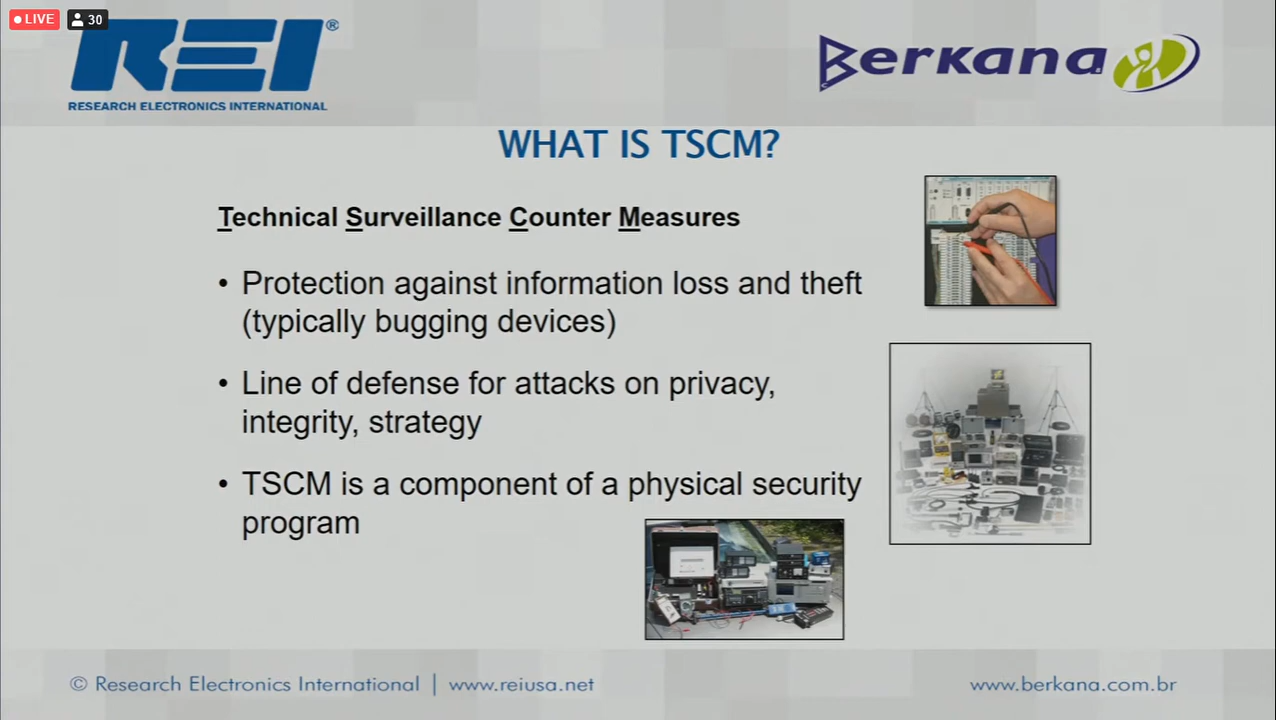 LIVE 30
REI®
RESEARCH ELECTRONICS INTERNATIONAL
Berkana
WHAT IS TSCM?
Technical Surveillance Counter Measures
• Protection against information loss and theft
(typically bugging devices)
• Line of defense for attacks on privacy,
integrity, strategy
• TSCM is a component of a physical security
program
© Research Electronics International | www.reiusa.net
www.berkana.com.br